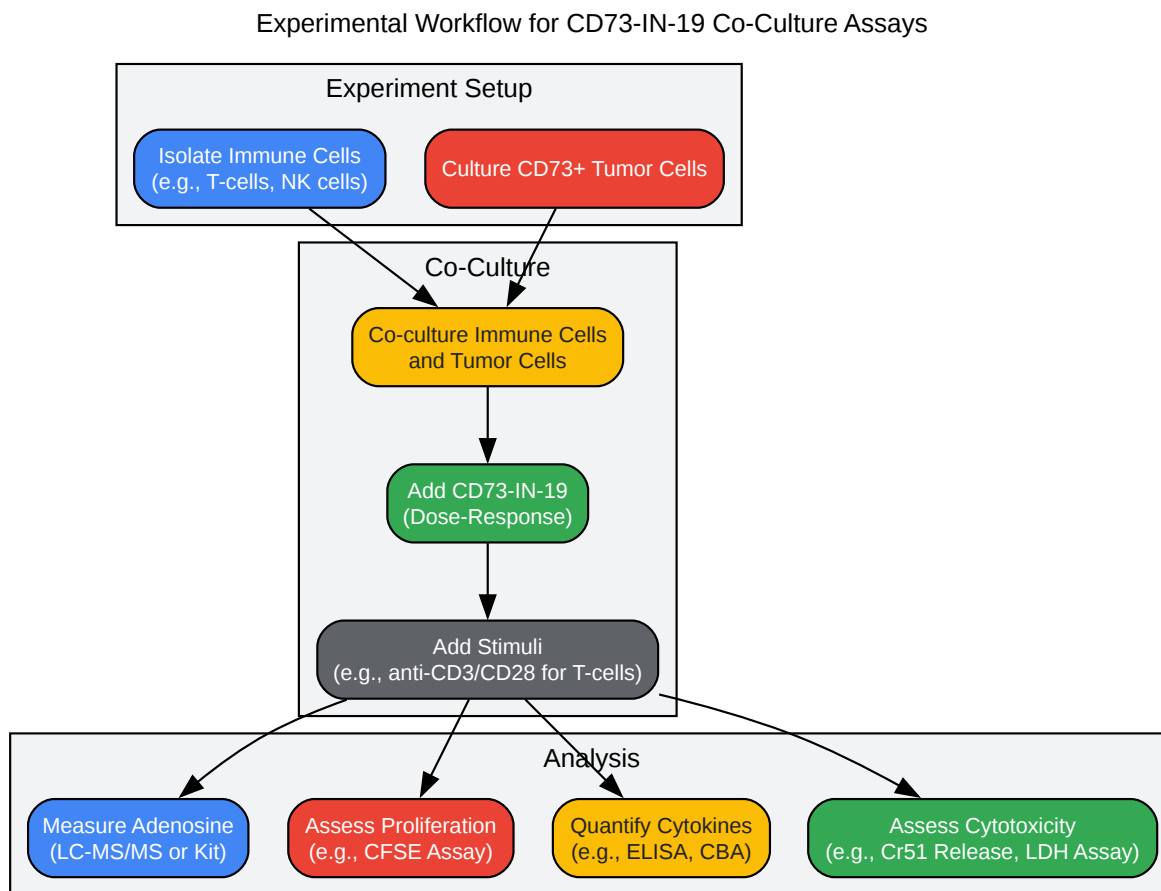 Experimental Workflow for CD73-IN-19 Co-Culture Assays
Experiment Setup
Isolate Immune Cells
(e.g., T-cells, NK cells)
Culture CD73+ Tumor Cells
Co-Culture
Co-culture Immune Cells
and Tumor Cells
Add CD73-IN-19
(Dose-Response)
Add Stimuli
(e.g., anti-CD3/CD28 for T-cells)
Analysis
Measure Adenosine
(LC-MS/MS or Kit)
Assess Proliferation
(e.g., CFSE Assay)
Quantify Cytokines
(e.g., ELISA, CBA)
Assess Cytotoxicity
(e.g., Cr51 Release, LDH Assay)